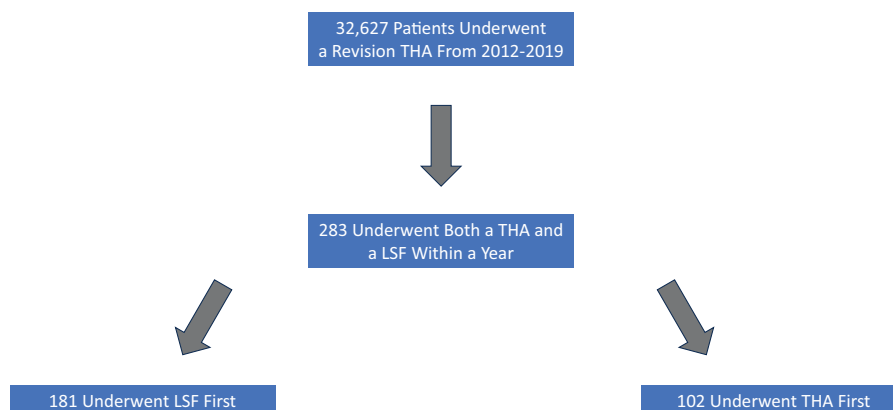 32,627 Patients Underwent
a Revision THA From 2012-2019
283 Underwent Both a THA and
a LSF Within a Year
181 Underwent LSF First
102 Underwent THA First